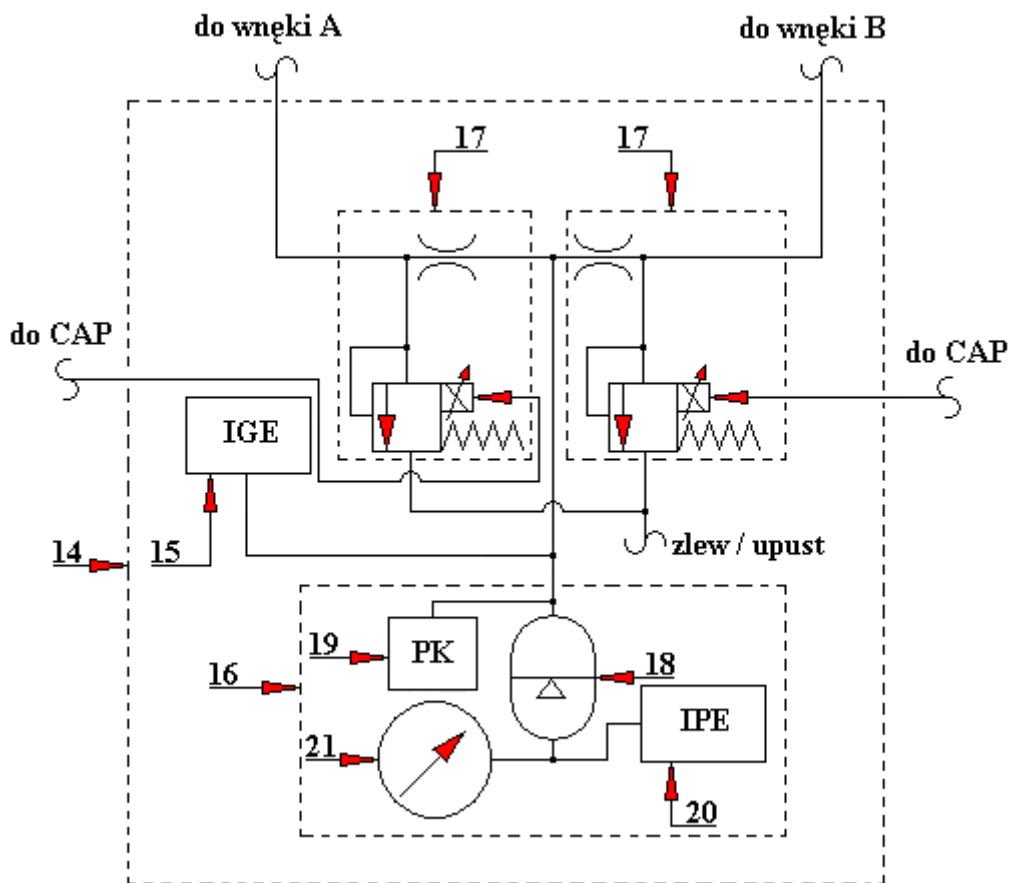 do wnęki A
do wnęki B
17
17
do CAP
do CAP
IGE
14
15
zlew / upust
19
PK
16
18
IPE
21
20